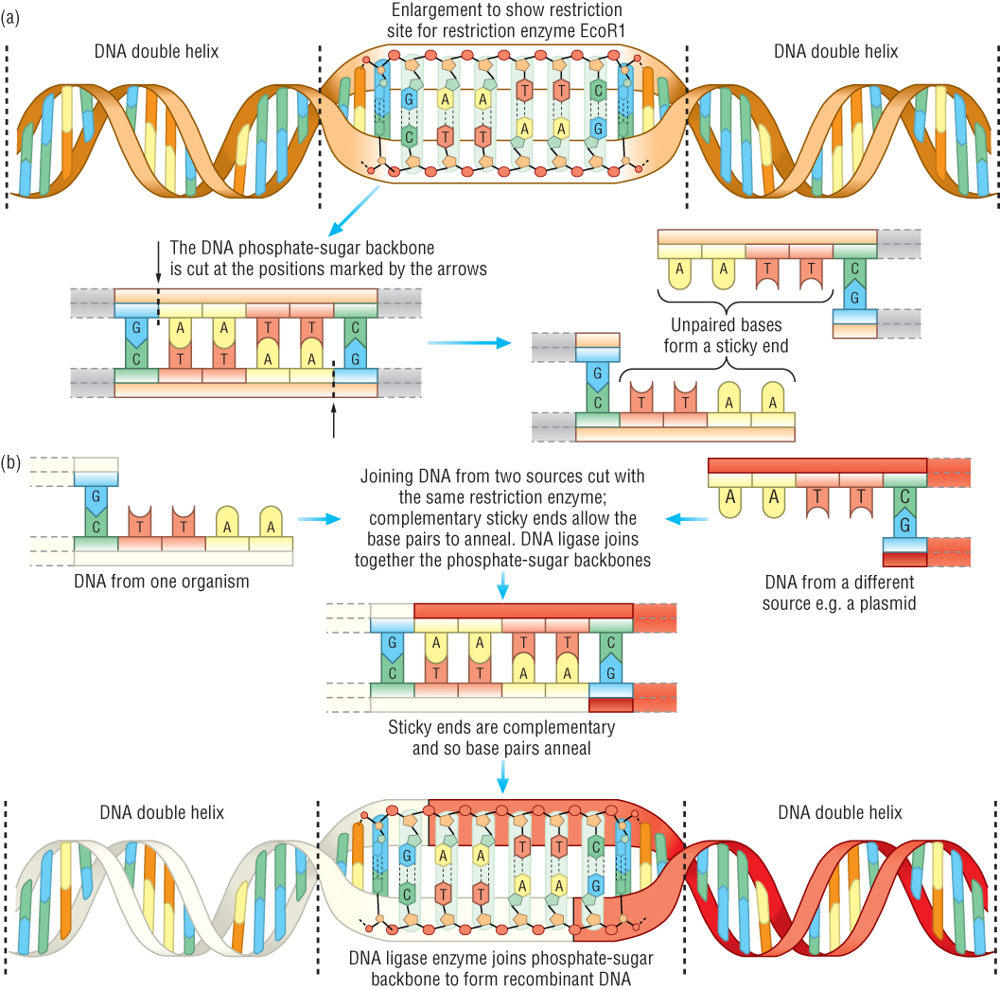 (a)
Enlargement to show restriction
site for restriction enzyme EcoR1
DNA double helix
DNA double helix
G A A T T C
C T T A A G
The DNA phosphate-sugar backbone
is cut at the positions marked by the arrows
G A A T T C
C T T A A G
A A T T C
G
Unpaired bases
form a sticky end
G
C T T A A
(b)
G
C T T A A
DNA from one organism
Joining DNA from two sources cut with
the same restriction enzyme;
complementary sticky ends allow the
base pairs to anneal. DNA ligase joins
together the phosphate-sugar backbones
A A T T C
G
DNA from a different
source e.g. a plasmid
G A A T T C
C T T A A G
Sticky ends are complementary
and so base pairs anneal
DNA double helix
DNA double helix
G A A T T C
C T T A A G
DNA ligase enzyme joins phosphate-sugar
backbone to form recombinant DNA